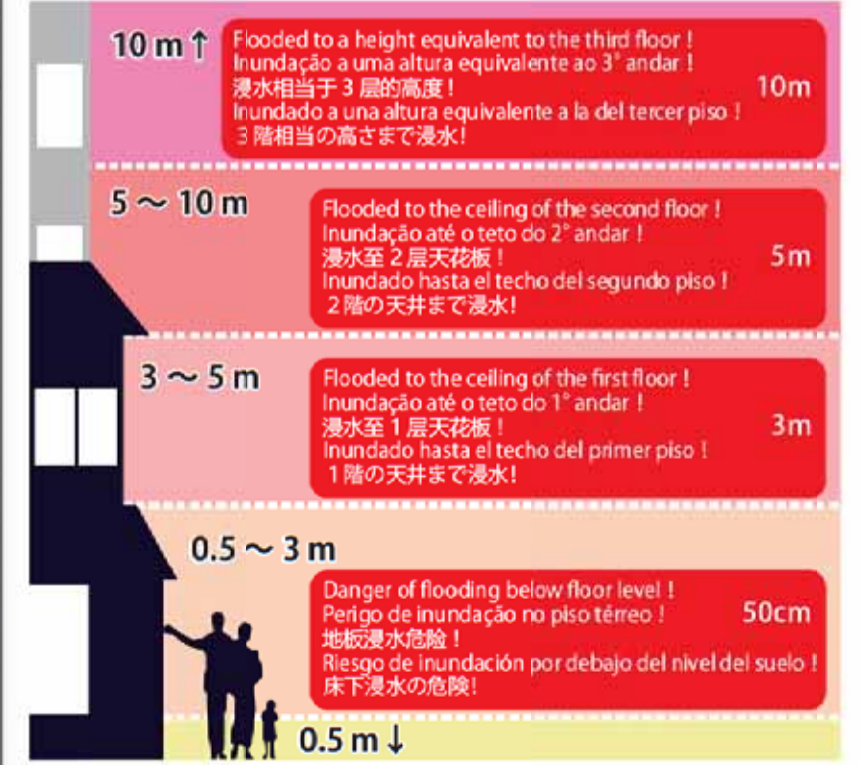 10 m ↑
Flooded to a height equivalent to the third floor !
Inundação a uma altura equivalente ao 3° andar !
浸水相当于 3 层的高度 !
Inundado a una altura equivalente a la del tercer piso !
3 階相当の高さまで浸水!
10m
5 ～ 10 m
Flooded to the ceiling of the second floor !
Inundação até o teto do 2° andar !
浸水至 2 层天花板 !
Inundado hasta el techo del segundo piso !
2 階の天井まで浸水!
5m
3 ～ 5 m
Flooded to the ceiling of the first floor !
Inundação até o teto do 1° andar !
浸水至 1 层天花板 !
Inundado hasta el techo del primer piso !
1 階の天井まで浸水!
3m
0.5 ～ 3 m
Danger of flooding below floor level !
Perigo de inundação no piso térreo !
地板浸水危险 !
Riesgo de inundación por debajo del nivel del suelo !
床下浸水の危険!
50cm
0.5 m ↓